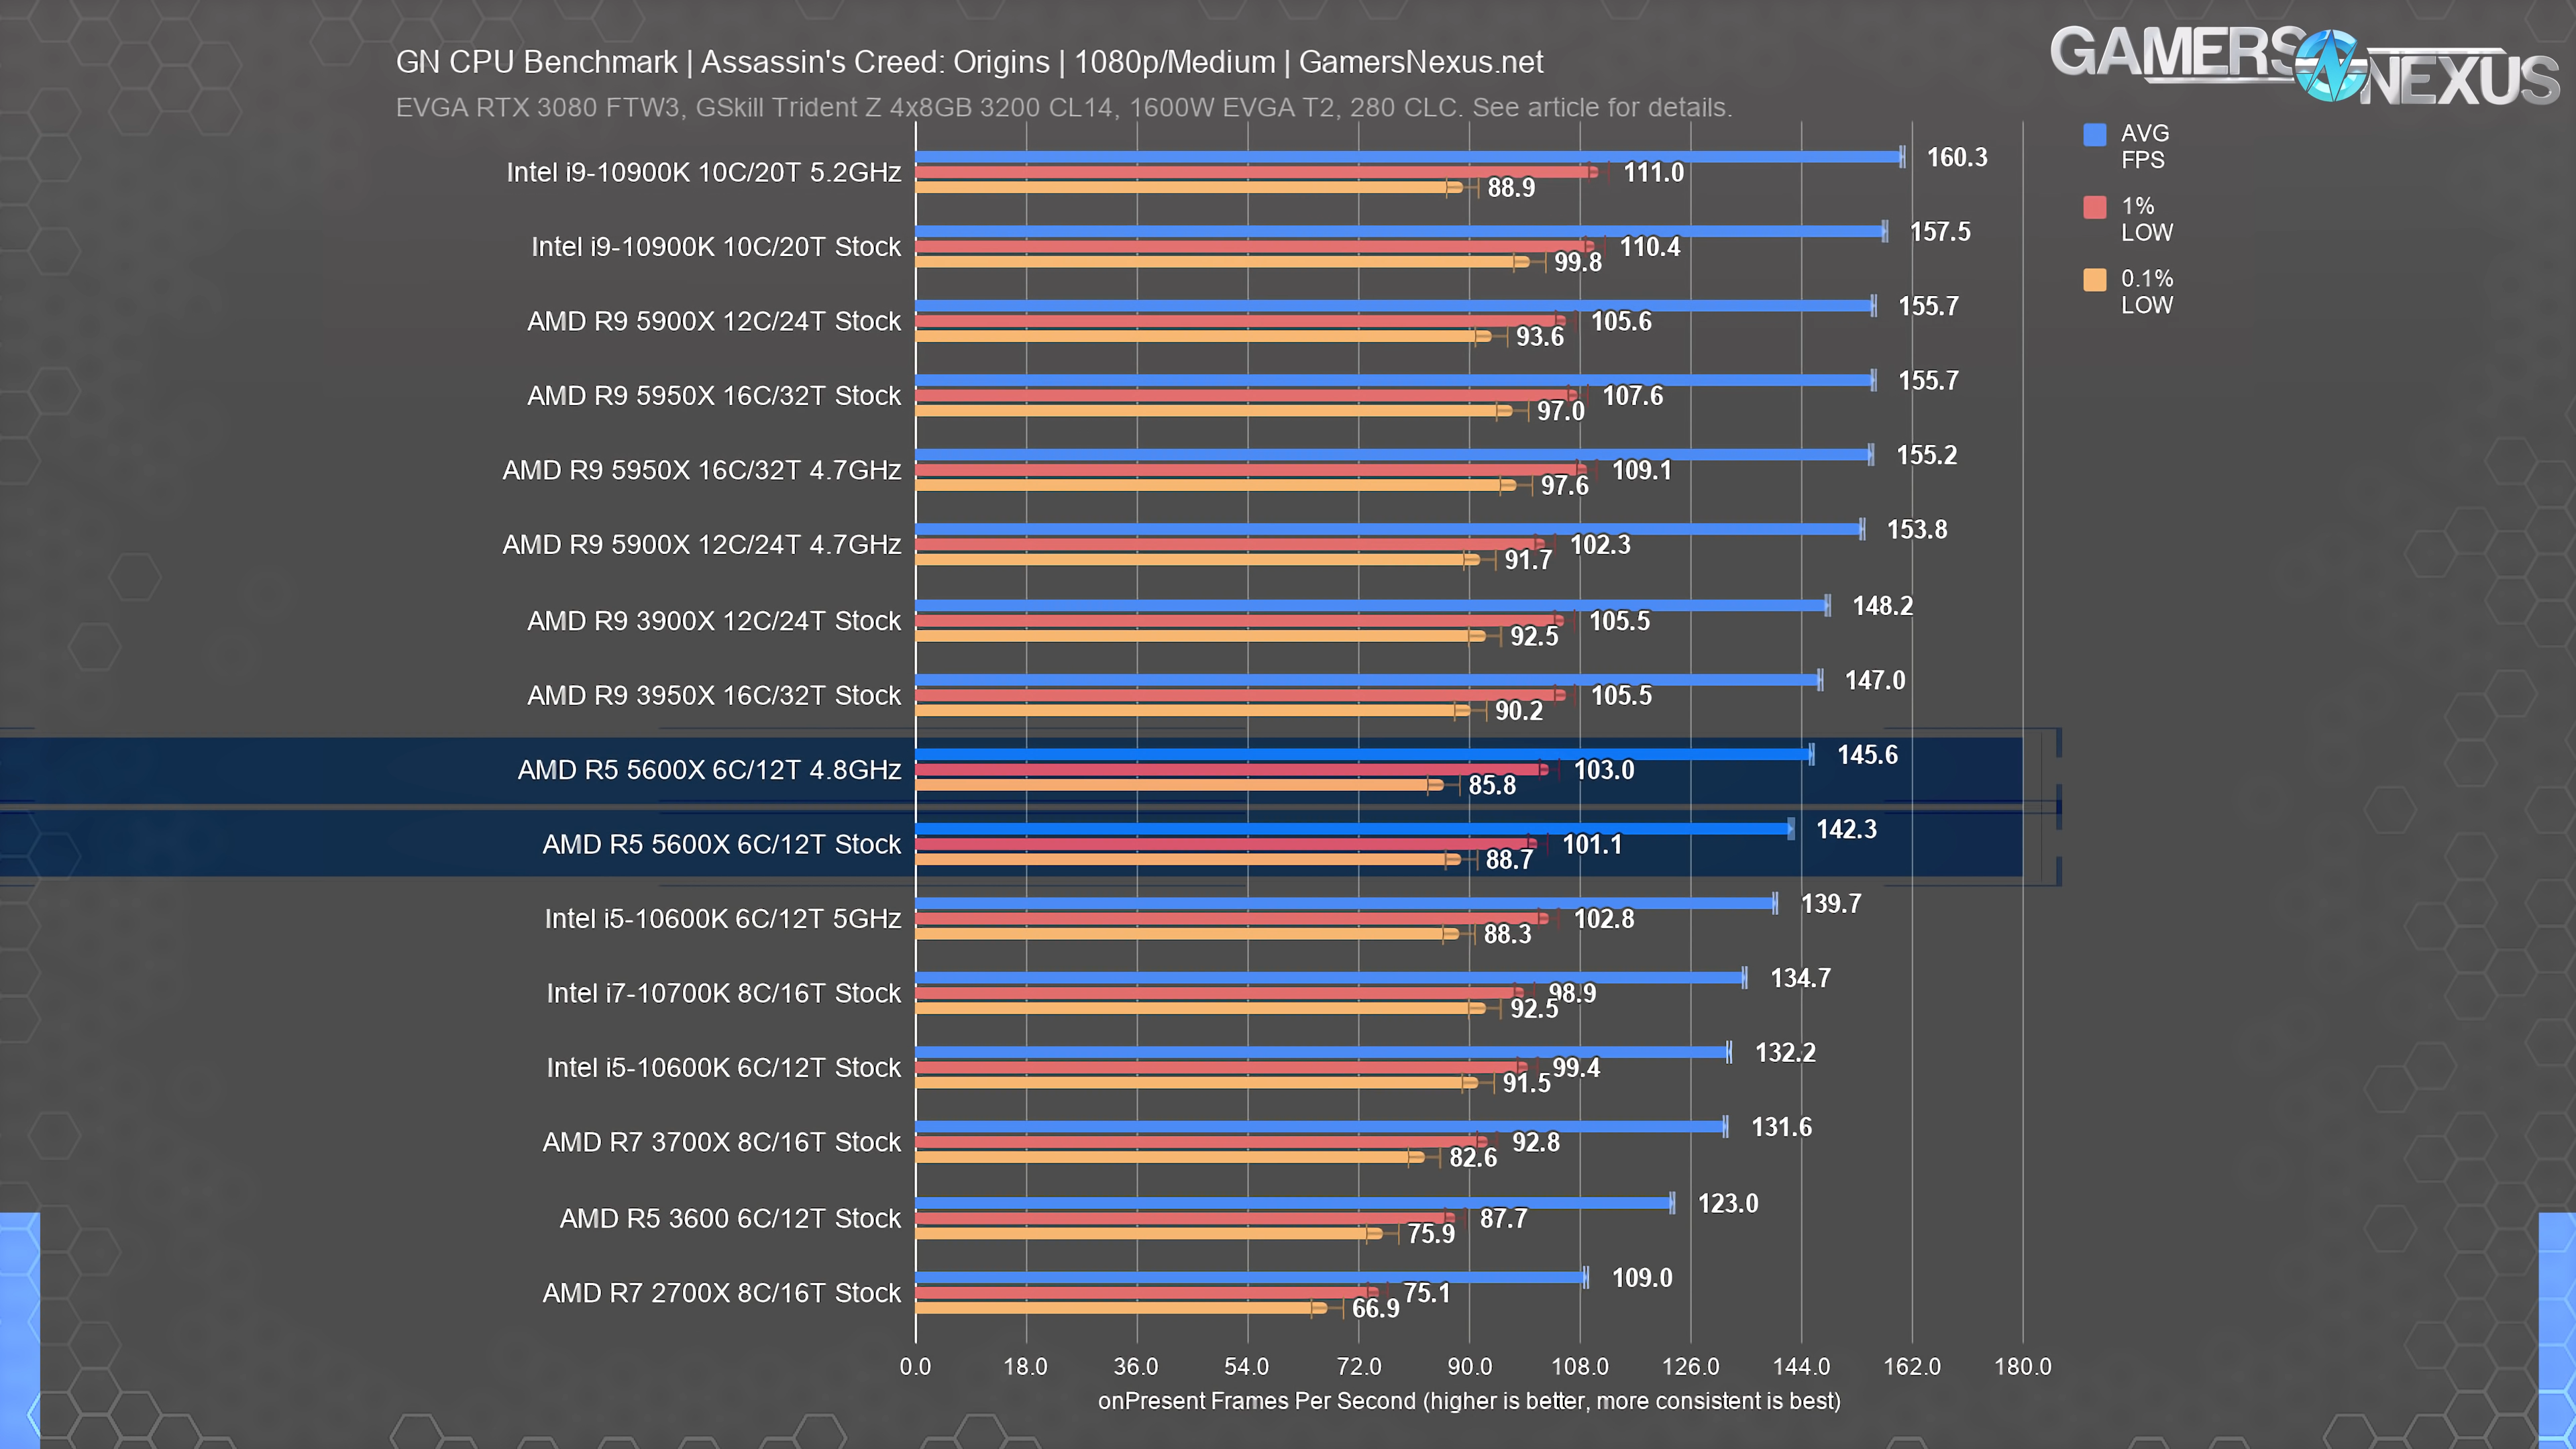 GN CPU Benchmark | Assassin's Creed: Origins | 1080p/Medium | GamersNexus.net
EVGA RTX 3080 FTW3, GSkill Trident Z 4x8GB 3200 CL14, 1600W EVGA T2, 280 CLC. See article for details.
GAMERS NEXUS
AVG
FPS
1%
LOW
0.1%
LOW
Intel i9-10900K 10C/20T 5.2GHz
160.3
111.0
88.9
Intel i9-10900K 10C/20T Stock
157.5
110.4
99.8
AMD R9 5900X 12C/24T Stock
155.7
105.6
93.6
AMD R9 5950X 16C/32T Stock
155.7
107.6
97.0
AMD R9 5950X 16C/32T 4.7GHz
155.2
109.1
97.6
AMD R9 5900X 12C/24T 4.7GHz
153.8
102.3
91.7
AMD R9 3900X 12C/24T Stock
148.2
105.5
92.5
AMD R9 3950X 16C/32T Stock
147.0
105.5
90.2
AMD R5 5600X 6C/12T 4.8GHz
145.6
103.0
85.8
AMD R5 5600X 6C/12T Stock
142.3
101.1
88.7
Intel i5-10600K 6C/12T 5GHz
139.7
102.8
88.3
Intel i7-10700K 8C/16T Stock
134.7
98.9
92.5
Intel i5-10600K 6C/12T Stock
132.2
99.4
91.5
AMD R7 3700X 8C/16T Stock
131.6
92.8
82.6
AMD R5 3600 6C/12T Stock
123.0
87.7
75.9
AMD R7 2700X 8C/16T Stock
109.0
75.1
66.9
0.0 18.0 36.0 54.0 72.0 90.0 108.0 126.0 144.0 162.0 180.0
onPresent Frames Per Second (higher is better, more consistent is best)